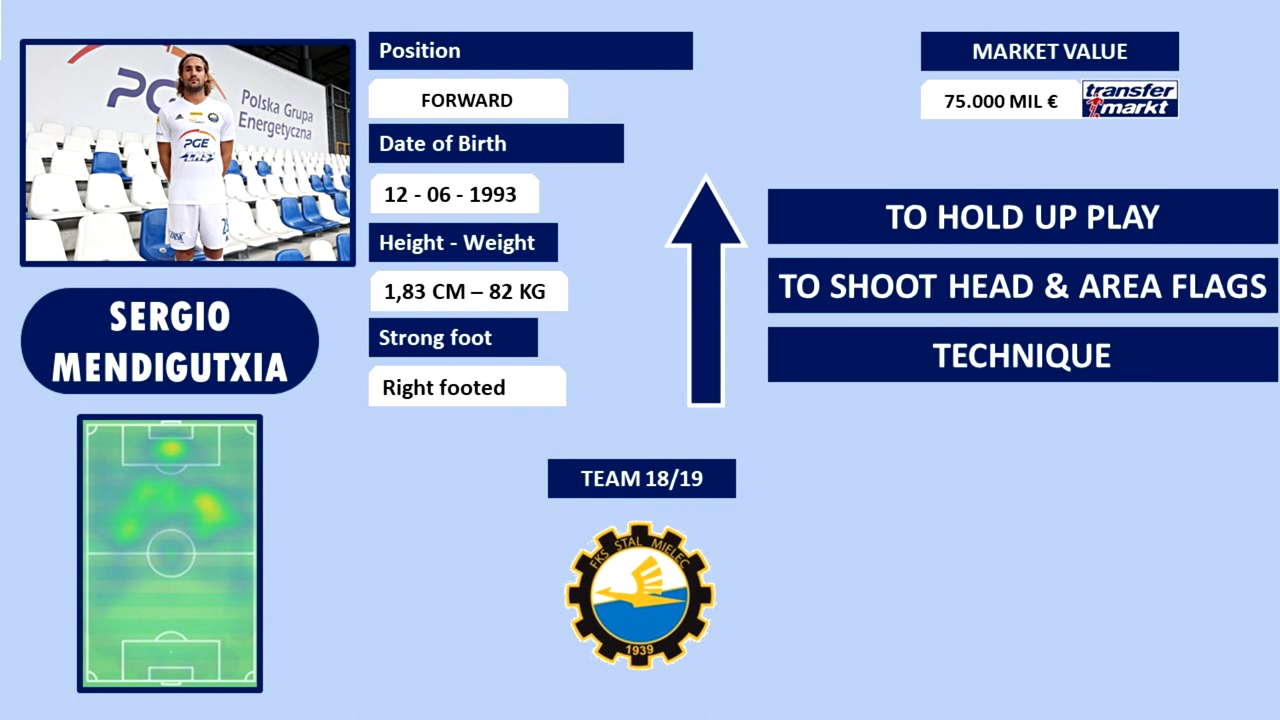 Polska Grupa
Energetyczna
PGE
SERGIO
MENDIGUTXIA
Position
FORWARD
Date of Birth
12 - 06 - 1993
Height - Weight
1,83 CM – 82 KG
Strong foot
Right footed
MARKET VALUE
75.000 MIL €
transfer
markt
TO HOLD UP PLAY
TO SHOOT HEAD & AREA FLAGS
TECHNIQUE
TEAM 18/19
FKS STAL MIELEC
1939